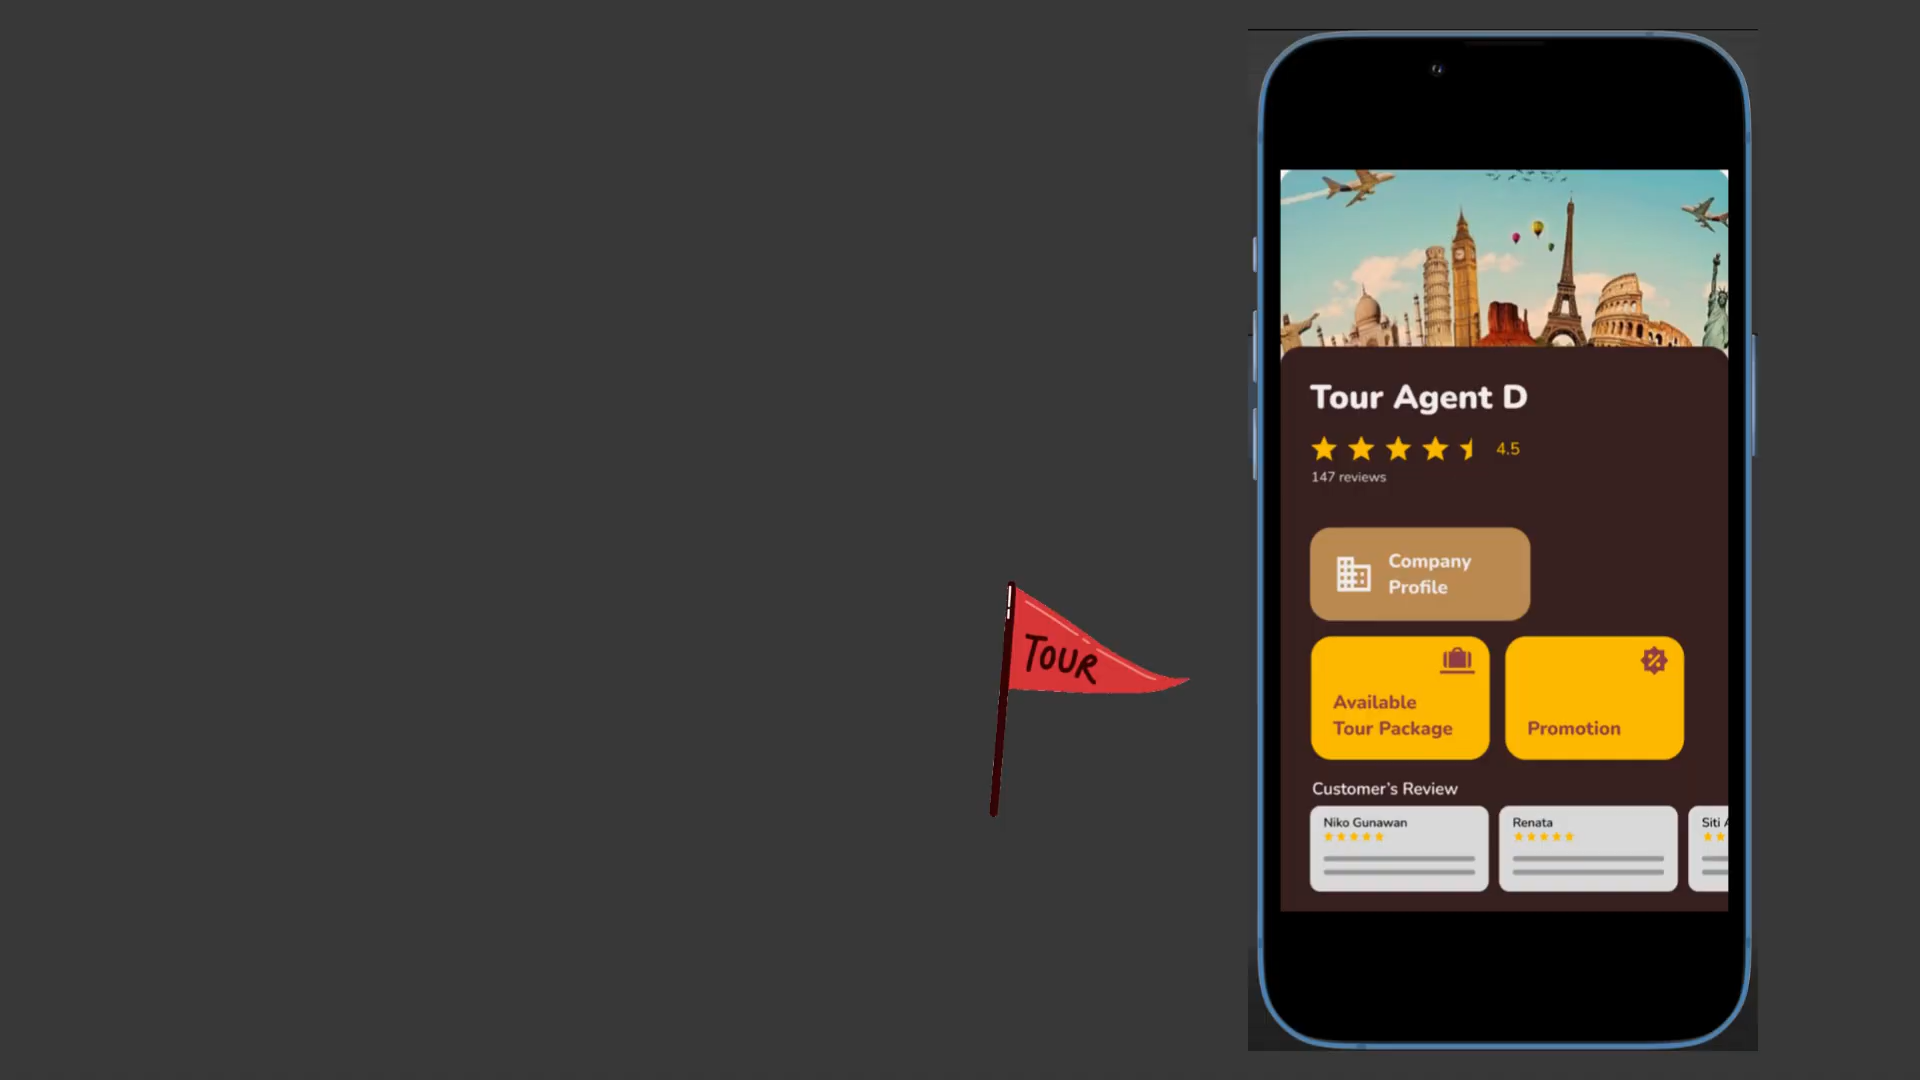 TOUR
Tour Agent D
4.5
147 reviews
Company
Profile
Available
Tour Package
Promotion
Customer's Review
Niko Gunawan
Renata
Siti